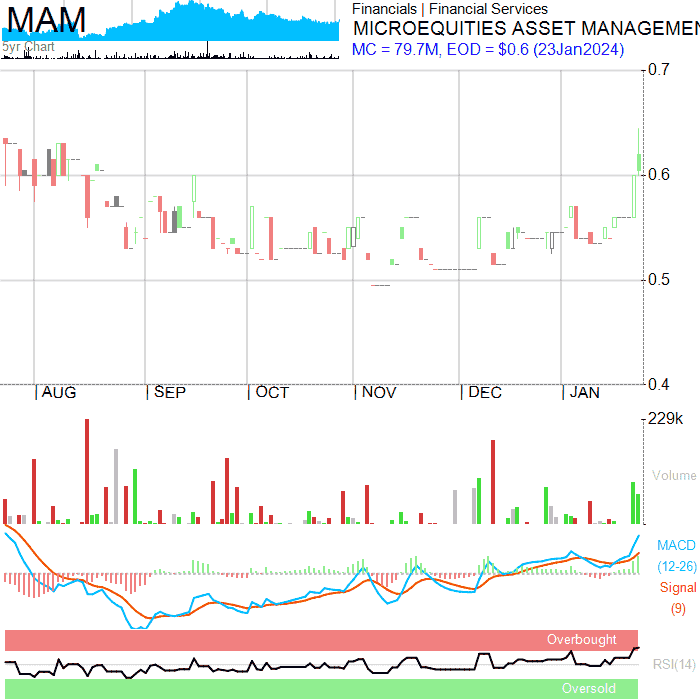 MAM
5yr Chart
Financials | Financial Services
MICROEQUITIES ASSET MANAGEMEN
MC = 79.7M, EOD = $0.6 (23Jan2024)
0.7
0.6
0.5
0.4
AUG SEP OCT NOV DEC JAN
229k
Volume
MACD
(12-26)
Signal
(9)
Overbought
RSI(14)
Oversold